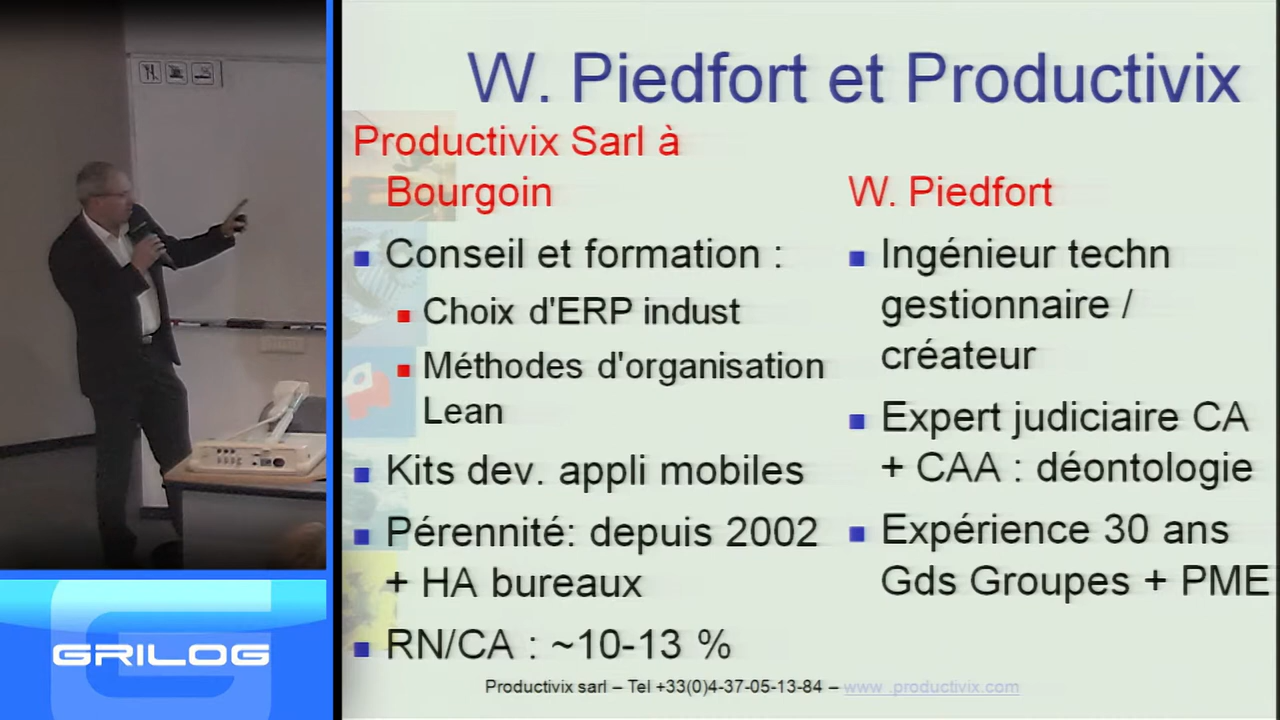 W. Piedfort et Productivix
Productivix Sarl à
Bourgoin
Conseil et formation :
Choix d'ERP indust
Méthodes d'organisation
Lean
Kits dev. appli mobiles
Pérennité: depuis 2002
+ HA bureaux
RN/CA : ~10-13 %
W. Piedfort
Ingénieur techn
gestionnaire /
créateur
Expert judiciaire CA
+ CAA : déontologie
Expérience 30 ans
Gds Groupes + PME
Productivix sarl – Tel +33(0)4-37-05-13-84 – www .productivix.com
GRILOG